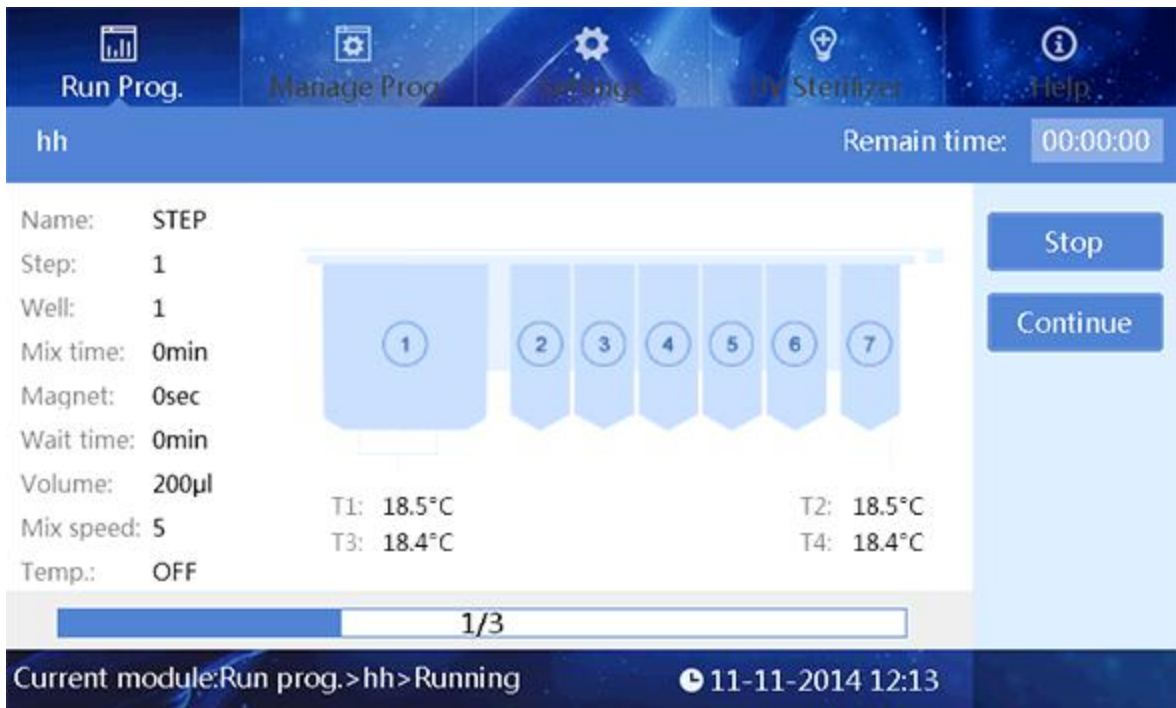 Run Prog.
Manage Prog.
Settings
UV Sterilizer
Help
hh
Remain time: 00:00:00
Name: STEP
Step: 1
Well: 1
Mix time: 0min
Magnet: 0sec
Wait time: 0min
Volume: 200µl
Mix speed: 5
Temp.: OFF
1 2 3 4 5 6 7
T1: 18.5°C T2: 18.5°C
T3: 18.4°C T4: 18.4°C
Stop
Continue
1/3
Current module:Run prog.>hh>Running 11-11-2014 12:13